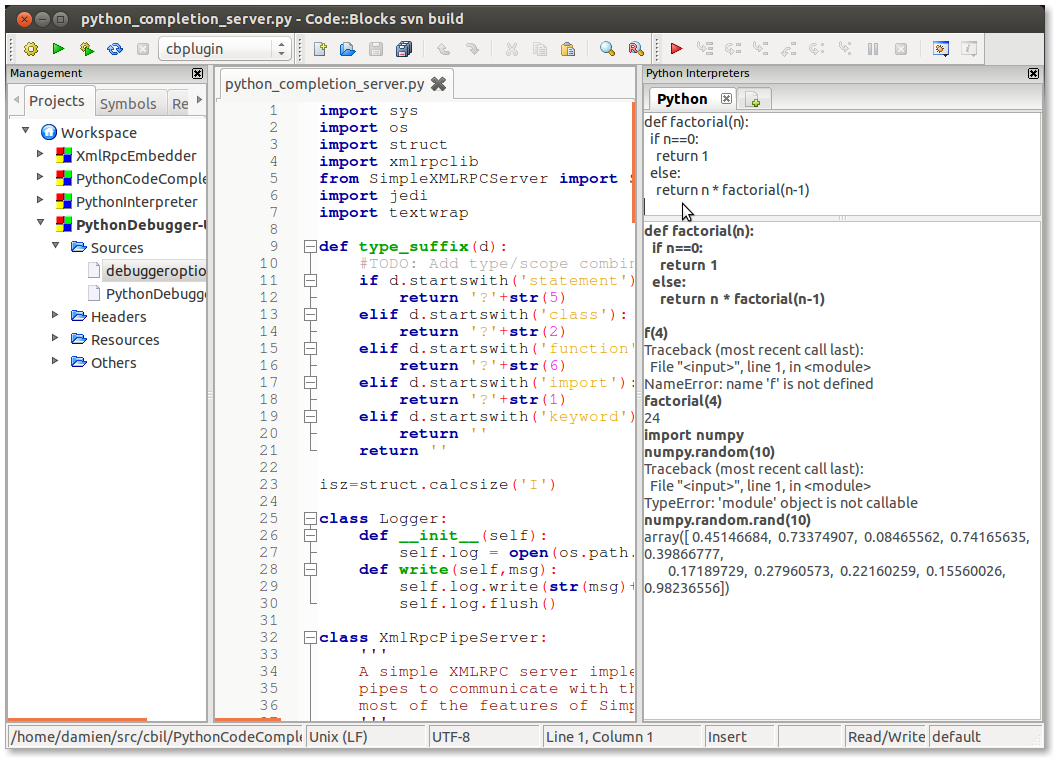 python_completion_server.py - Code::Blocks svn build
cbplugin
Management
Projects
Symbols
Re
Workspace
XmlRpcEmbedder
PythonCodeComple
PythonInterpreter
PythonDebugger-U
Sources
debuggeroptio
PythonDebugge
Headers
Resources
Others
python_completion_server.py
1 import sys
2 import os
3 import struct
4 import xmlrpclib
5 from SimpleXMLRPCServer import S
6 import jedi
7 import textwrap
8
9 def type_suffix(d):
10 #TODO: Add type/scope combin
11 if d.startswith('statement')
12 return '?'+str(5)
13 elif d.startswith('class'):
14 return '?'+str(2)
15 elif d.startswith('function'
16 return '?'+str(6)
17 elif d.startswith('import'):
18 return '?'+str(1)
19 elif d.startswith('keyword')
20 return ''
21 return ''
22
23 isz=struct.calcsize('I')
24
25 class Logger:
26 def __init__(self):
27 self.log = open(os.path.
28 def write(self,msg):
29 self.log.write(str(msg)+
30 self.log.flush()
31
32 class XmlRpcPipeServer:
33 '''
34 A simple XMLRPC server imple
35 pipes to communicate with th
36 most of the features of Simp
37 '''
Python Interpreters
Python
def factorial(n):
if n==0:
return 1
else:
return n * factorial(n-1)
def factorial(n):
if n==0:
return 1
else:
return n * factorial(n-1)
f(4)
Traceback (most recent call last):
File "<input>", line 1, in <module>
NameError: name 'f' is not defined
factorial(4)
24
import numpy
numpy.random(10)
Traceback (most recent call last):
File "<input>", line 1, in <module>
TypeError: 'module' object is not callable
numpy.random.rand(10)
array([ 0.45146684, 0.73374907, 0.08465562, 0.74165635,
0.39866777,
0.17189729, 0.27960573, 0.22160259, 0.15560026,
0.98236556])
/home/damien/src/cbil/PythonCodeComple
Unix (LF)
UTF-8
Line 1, Column 1
Insert
Read/Write
default